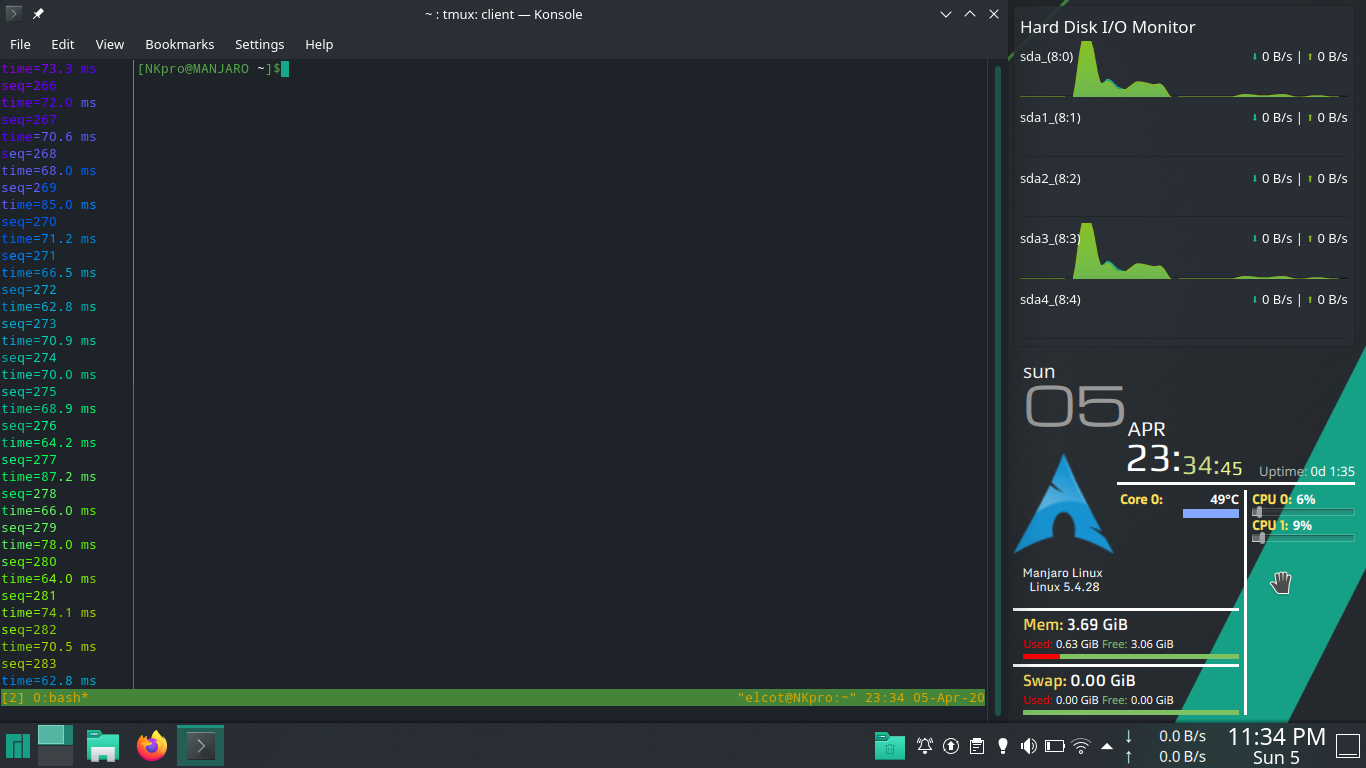 ~ : tmux: client — Konsole
File Edit View Bookmarks Settings Help
time=73.3 ms
seq=266
time=72.0 ms
seq=267
time=70.6 ms
seq=268
time=68.0 ms
seq=269
time=85.0 ms
seq=270
time=71.2 ms
seq=271
time=66.5 ms
seq=272
time=62.8 ms
seq=273
time=70.9 ms
seq=274
time=70.0 ms
seq=275
time=68.9 ms
seq=276
time=64.2 ms
seq=277
time=87.2 ms
seq=278
time=66.0 ms
seq=279
time=78.0 ms
seq=280
time=64.0 ms
seq=281
time=74.1 ms
seq=282
time=70.5 ms
seq=283
time=62.8 ms
[NKpro@MANJARO ~]$
[2] 0:bash* "elcot@NKpro:~" 23:34 05-Apr-20
Hard Disk I/O Monitor
sda_(8:0) ↓ 0 B/s | ↑ 0 B/s
sda1_(8:1) ↓ 0 B/s | ↑ 0 B/s
sda2_(8:2) ↓ 0 B/s | ↑ 0 B/s
sda3_(8:3) ↓ 0 B/s | ↑ 0 B/s
sda4_(8:4) ↓ 0 B/s | ↑ 0 B/s
sun
05
APR
23:34:45 Uptime: 0d 1:35
Core 0: 49°C
CPU 0: 6%
CPU 1: 9%
Manjaro Linux
Linux 5.4.28
Mem: 3.69 GiB
Used: 0.63 GiB Free: 3.06 GiB
Swap: 0.00 GiB
Used: 0.00 GiB Free: 0.00 GiB
↓ 0.0 B/s
↑ 0.0 B/s
11:34 PM
Sun 5